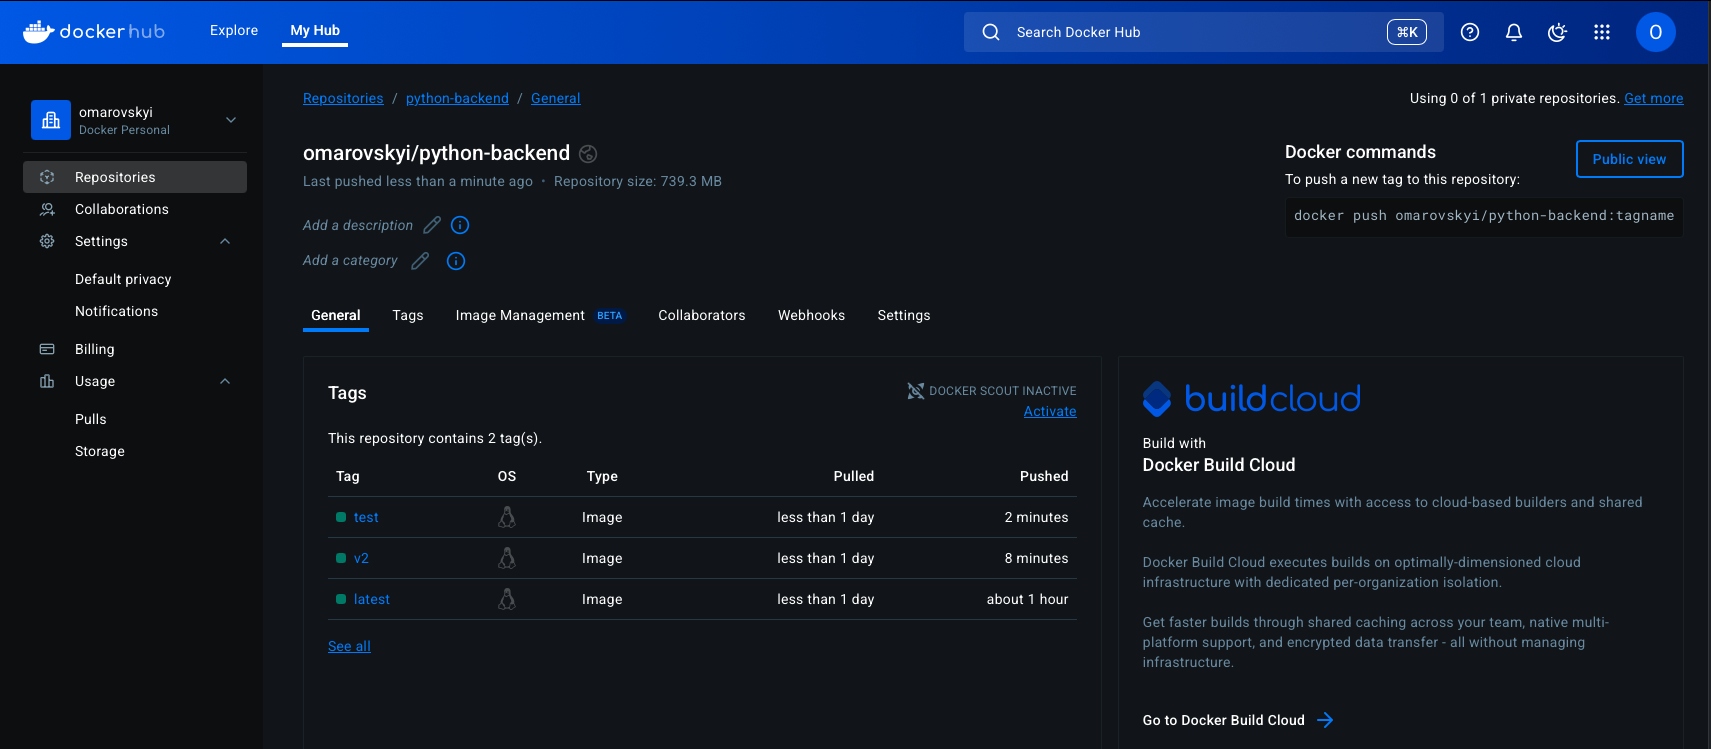 docker hub
Explore
My Hub
Search Docker Hub
⌘K
O
omarovskyi
Docker Personal
Repositories
Collaborations
Settings
Default privacy
Notifications
Billing
Usage
Pulls
Storage
Repositories / python-backend / General
Using 0 of 1 private repositories. Get more
omarovskyi/python-backend
Last pushed less than a minute ago • Repository size: 739.3 MB
Add a description
Add a category
Docker commands
Public view
To push a new tag to this repository:
docker push omarovskyi/python-backend:tagname
General Tags Image Management BETA Collaborators Webhooks Settings
Tags
DOCKER SCOUT INACTIVE
Activate
This repository contains 2 tag(s).
Tag OS Type Pulled Pushed
test Image less than 1 day 2 minutes
v2 Image less than 1 day 8 minutes
latest Image less than 1 day about 1 hour
See all
buildcloud
Build with
Docker Build Cloud
Accelerate image build times with access to cloud-based builders and shared
cache.
Docker Build Cloud executes builds on optimally-dimensioned cloud
infrastructure with dedicated per-organization isolation.
Get faster builds through shared caching across your team, native multi-
platform support, and encrypted data transfer - all without managing
infrastructure.
Go to Docker Build Cloud